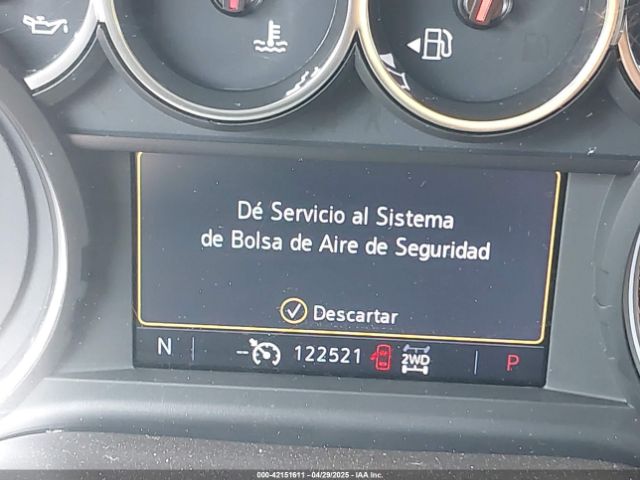 Dé Servicio al Sistema
de Bolsa de Aire de Seguridad
Descartar
N 122521 2WD P
000-42151611 - 04/29/2025 - IAA Inc.